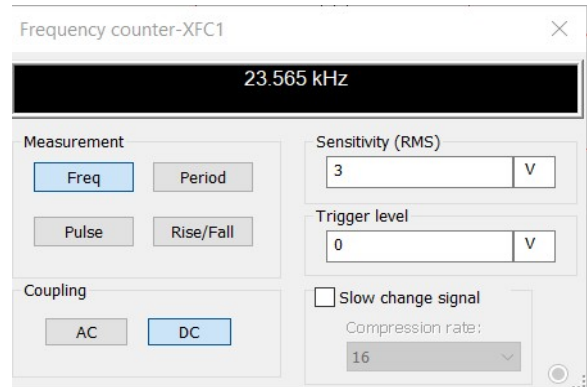 Frequency counter-XFC1
23.565 kHz
Measurement
Freq
Period
Pulse
Rise/Fall
Coupling
AC
DC
Sensitivity (RMS)
3
V
Trigger level
0
V
Slow change signal
Compression rate:
16